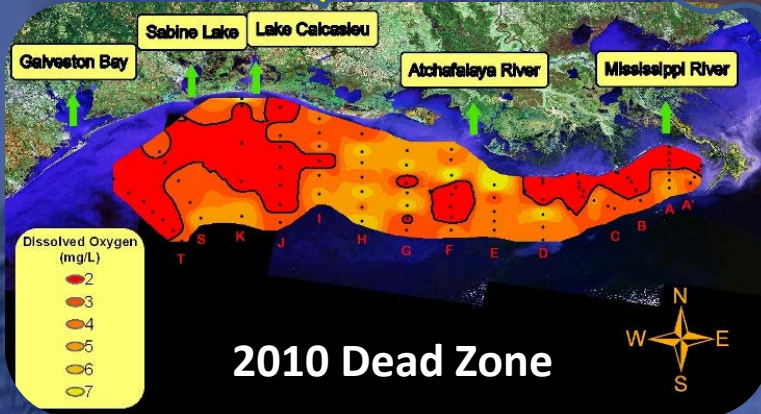 Sabine Lake
Lake Calcasieu
Galveston Bay
Atchafalaya River
Mississippi River
T S K J I H G F E D C B A A'
Dissolved Oxygen
(mg/L)
2
3
4
5
6
7
2010 Dead Zone
N
W E
S